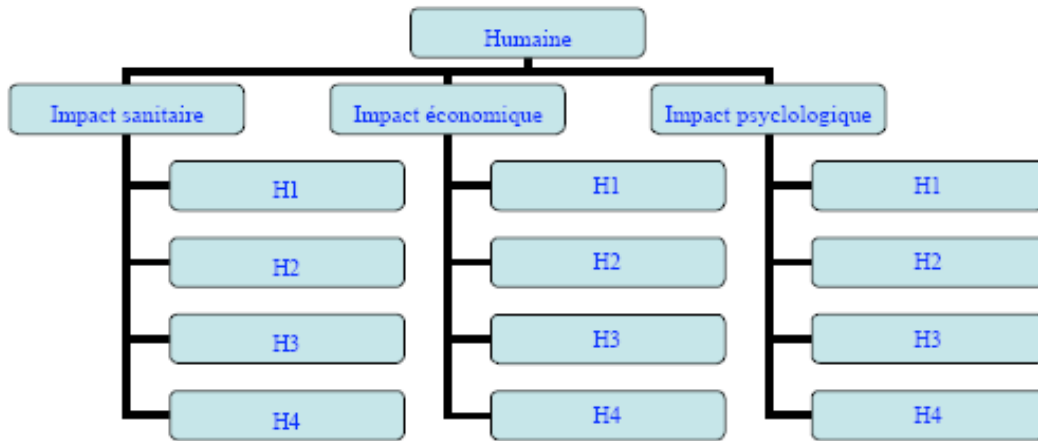 Humaine
Impact sanitaire
Impact économique
Impact psyclologique
H1
H1
H1
H2
H2
H2
H3
H3
H3
H4
H4
H4